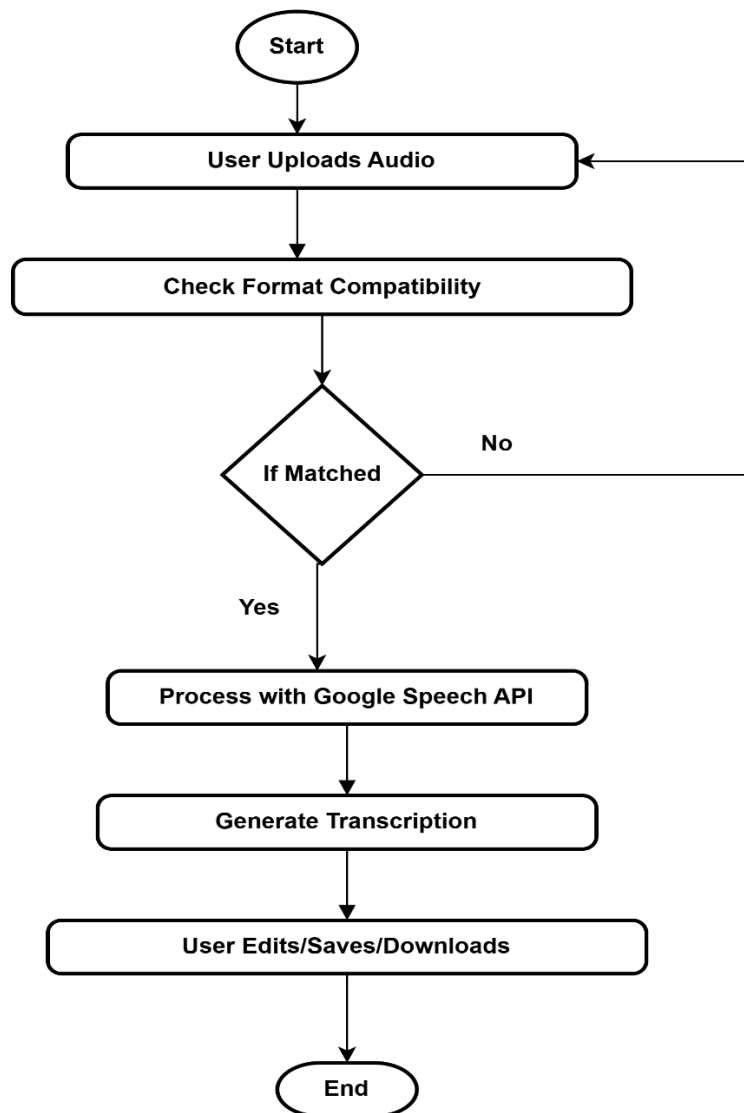 Start
User Uploads Audio
Check Format Compatibility
If Matched
No
Yes
Process with Google Speech API
Generate Transcription
User Edits/Saves/Downloads
End